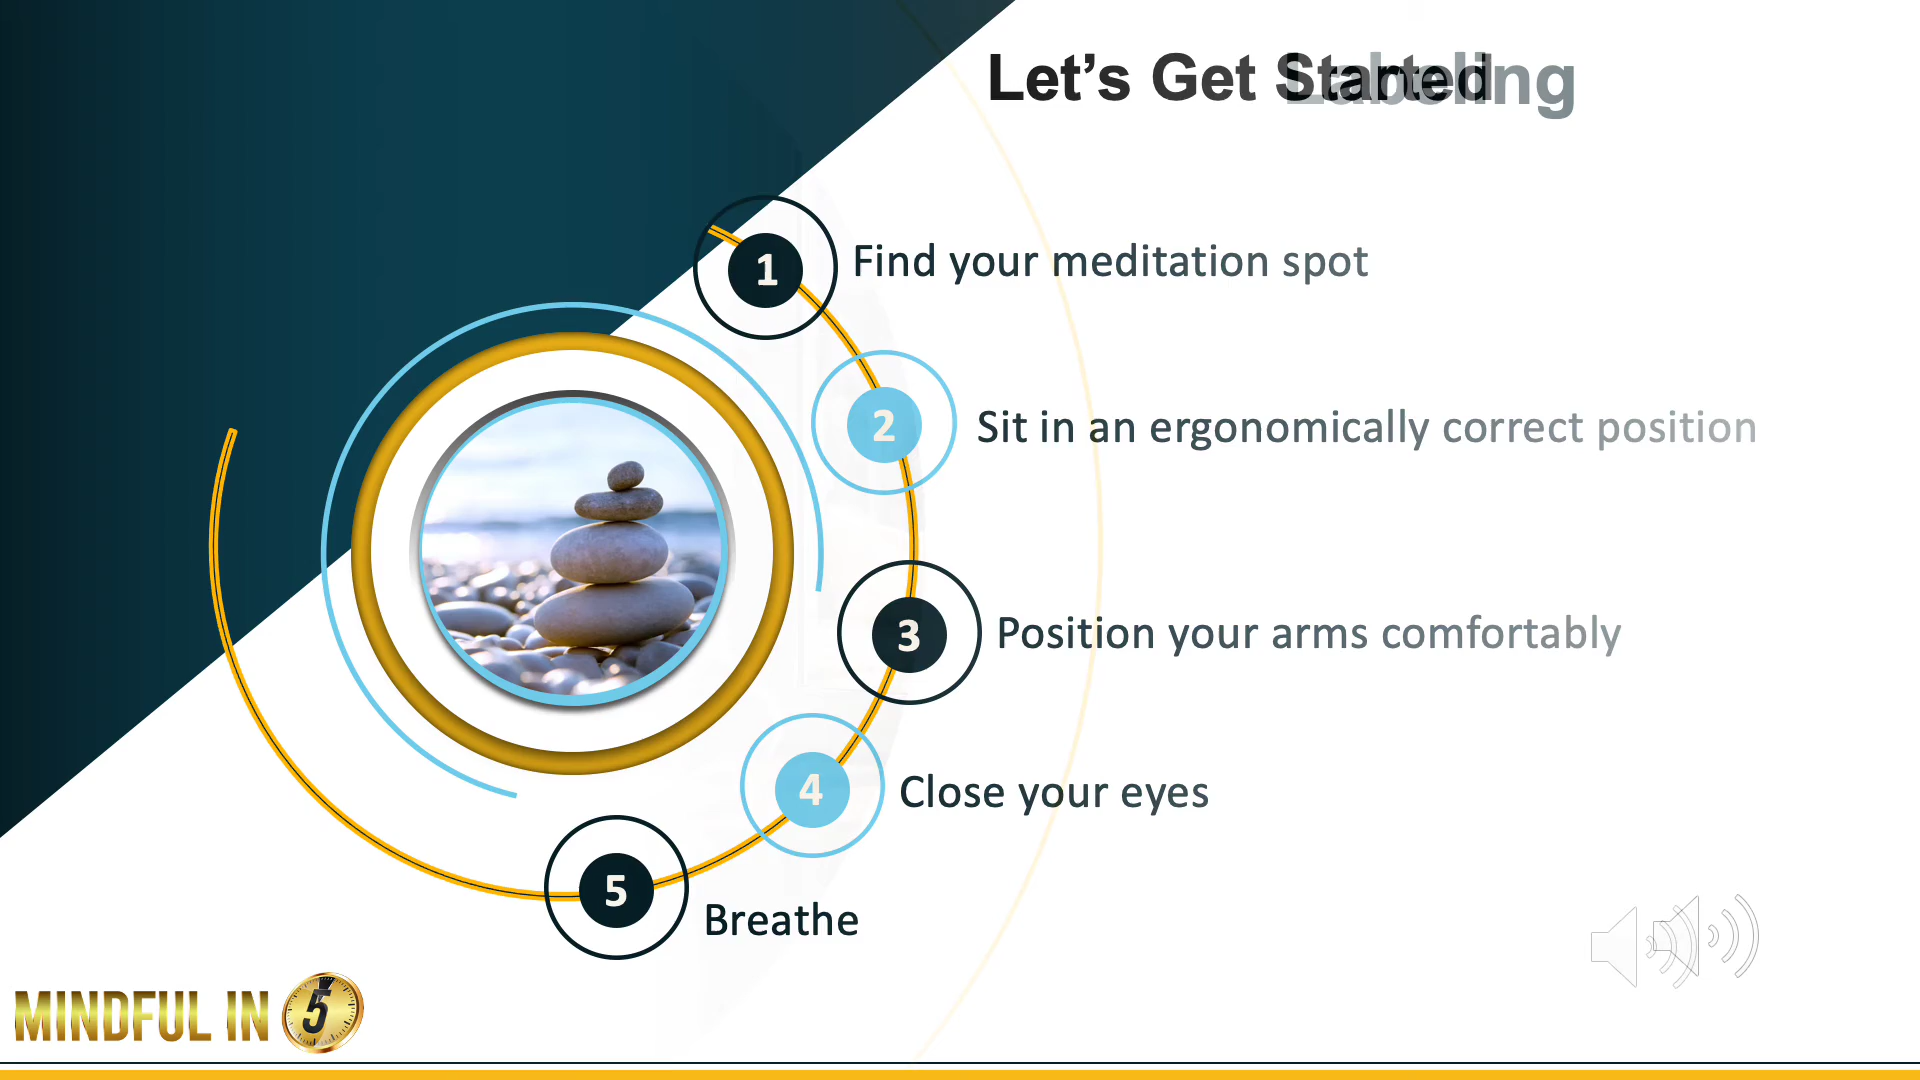 Let's Get Started
Labeling
1 Find your meditation spot
2 Sit in an ergonomically correct position
3 Position your arms comfortably
4 Close your eyes
5 Breathe
MINDFUL IN 5